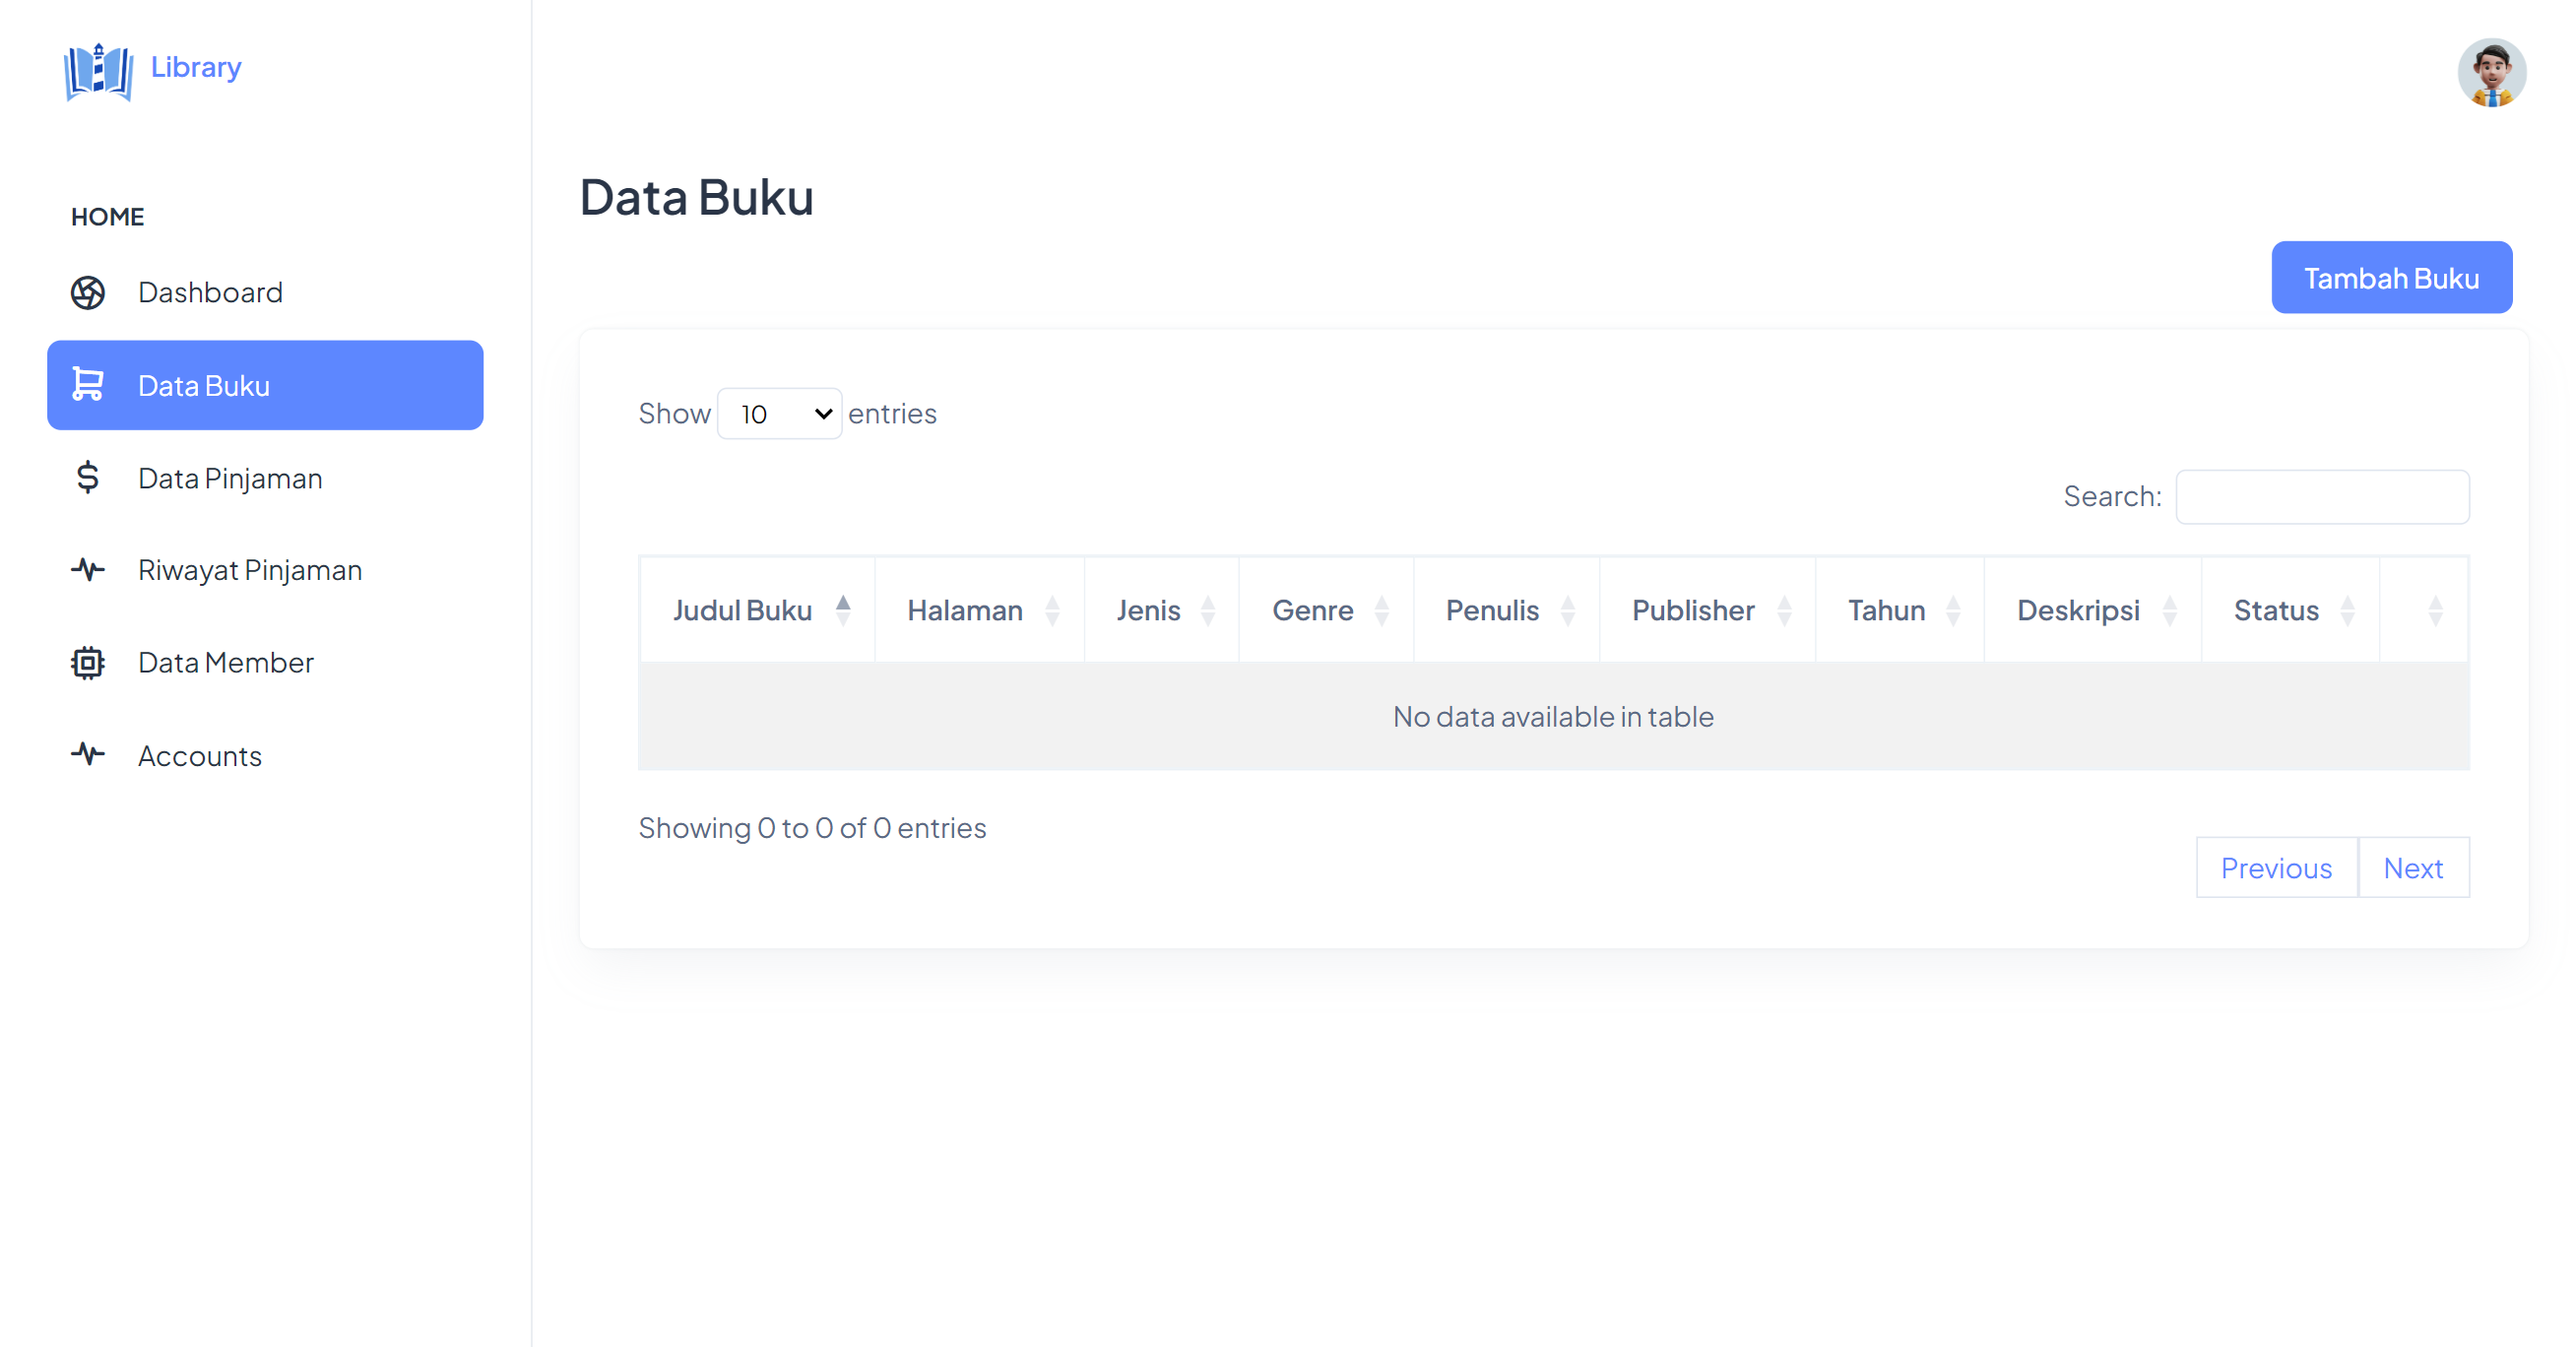 Library
HOME
Dashboard
Data Buku
Data Pinjaman
Riwayat Pinjaman
Data Member
Accounts
Data Buku
Tambah Buku
Show 10 entries
Search:
Judul Buku Halaman Jenis Genre Penulis Publisher Tahun Deskripsi Status
No data available in table
Showing 0 to 0 of 0 entries
Previous Next